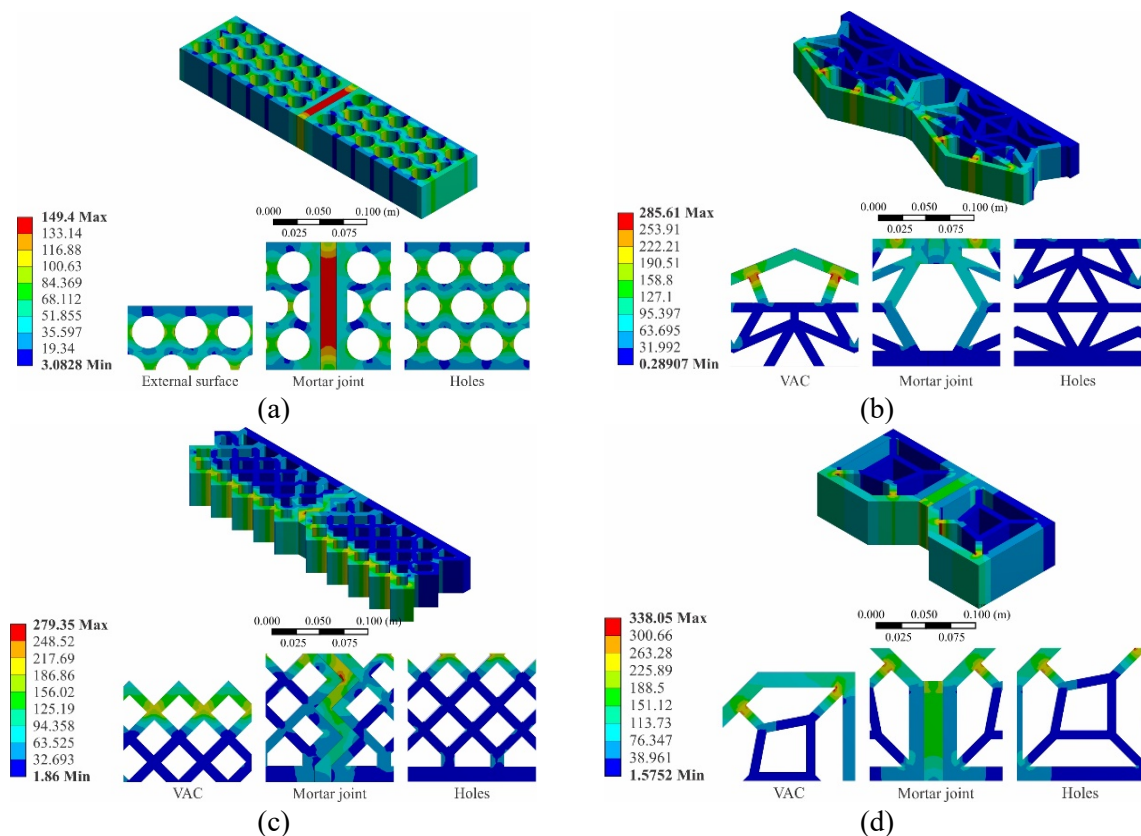 0.000 0.050 0.100 (m)
0.025 0.075
149.4 Max
133.14
116.88
100.63
84.369
68.112
51.855
35.597
19.34
3.0828 Min
External surface Mortar joint Holes
(a)
0.000 0.050 0.100 (m)
0.025 0.075
285.61 Max
253.91
222.21
190.51
158.8
127.1
95.397
63.695
31.992
0.28907 Min
VAC Mortar joint Holes
(b)
0.000 0.050 0.100 (m)
0.025 0.075
279.35 Max
248.52
217.69
186.86
156.02
125.19
94.358
63.525
32.693
1.86 Min
VAC Mortar joint Holes
(c)
0.000 0.050 0.100 (m)
0.025 0.075
338.05 Max
300.66
263.28
225.89
188.5
151.12
113.73
76.347
38.961
1.5752 Min
VAC Mortar joint Holes
(d)